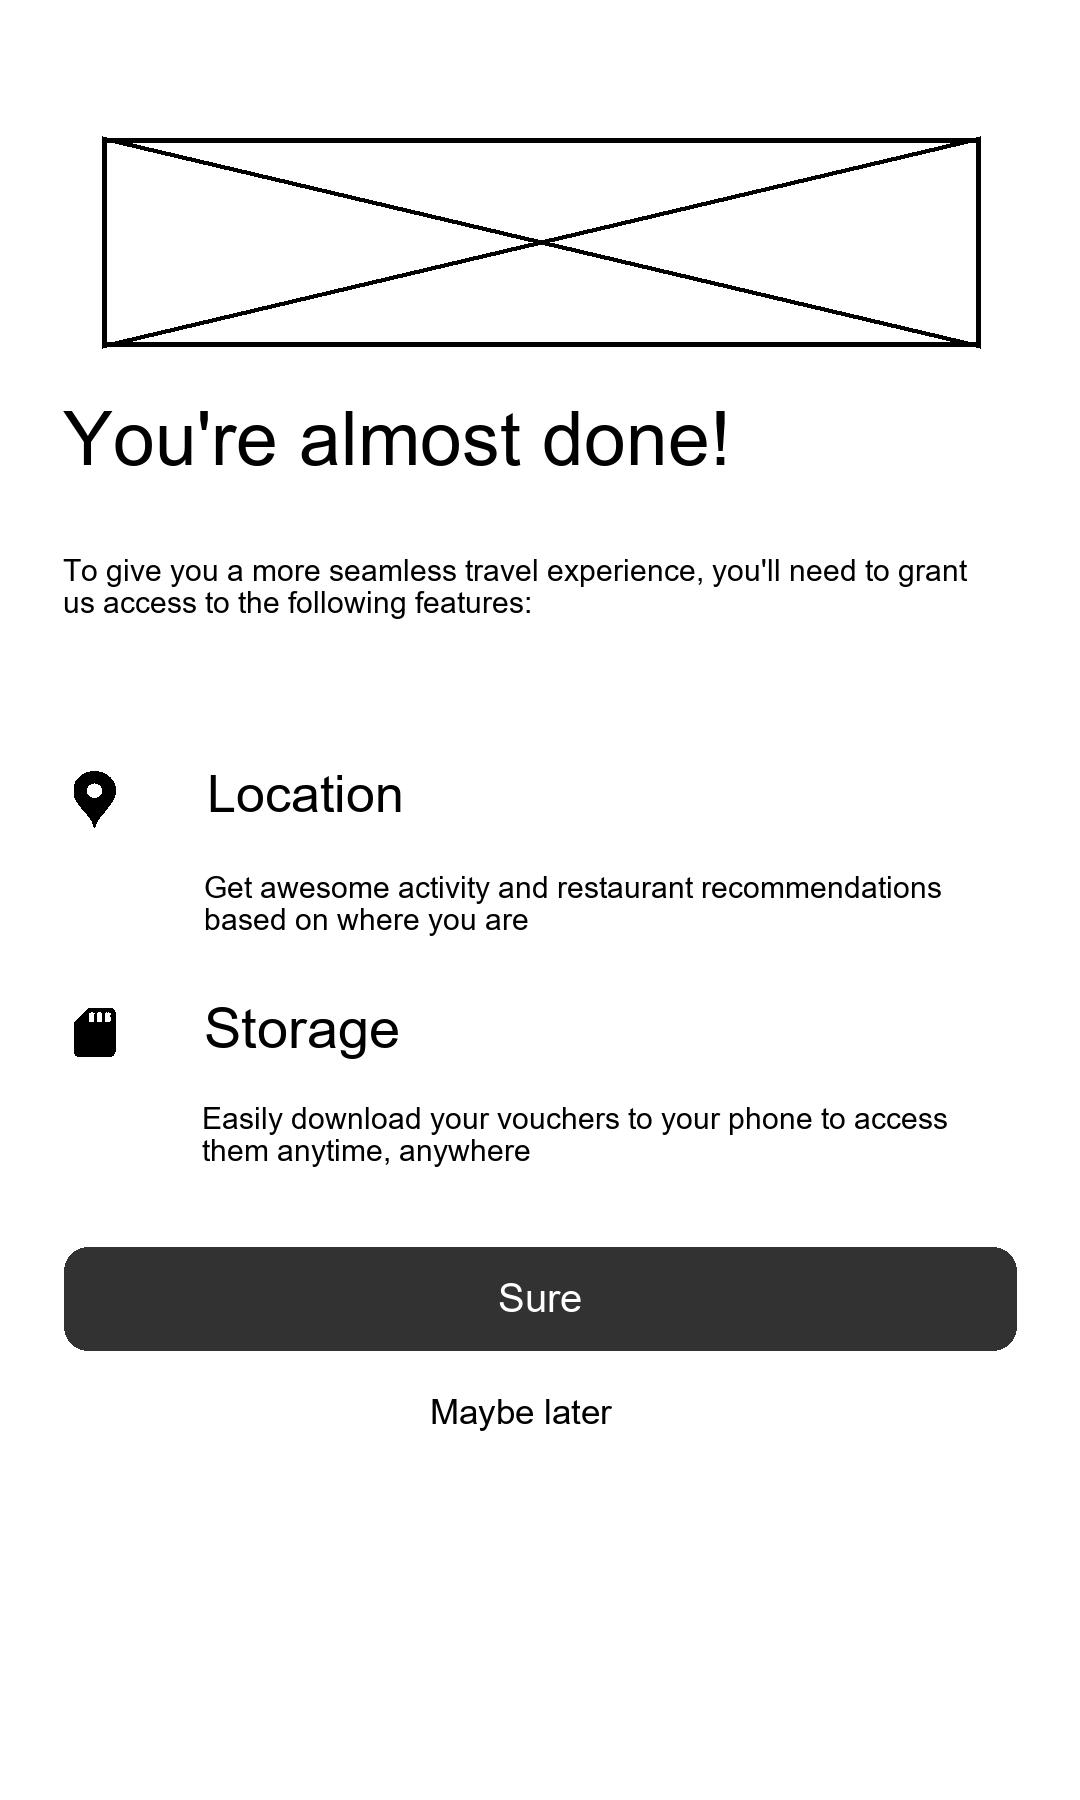 You're almost done!
To give you a more seamless travel experience, you'll need to grant
us access to the following features:
Location
Get awesome activity and restaurant recommendations
based on where you are
Storage
Easily download your vouchers to your phone to access
them anytime, anywhere
Sure
Maybe later